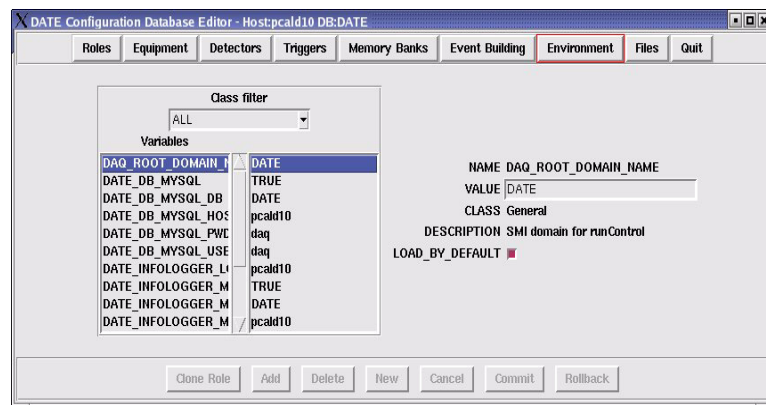 X DATE Configuration Database Editor - Host:pcald10 DB:DATE
Roles Equipment Detectors Triggers Memory Banks Event Building Environment Files Quit
Class filter
ALL
Variables
DAQ_ROOT_DOMAIN_N DATE
DATE_DB_MYSQL TRUE
DATE_DB_MYSQL_DB DATE
DATE_DB_MYSQL_HOS pcald10
DATE_DB_MYSQL_PWD daq
DATE_DB_MYSQL_USE daq
DATE_INFOLOGGER_L pcald10
DATE_INFOLOGGER_M TRUE
DATE_INFOLOGGER_M DATE
DATE_INFOLOGGER_M pcald10
NAME DAQ_ROOT_DOMAIN_NAME
VALUE DATE
CLASS General
DESCRIPTION SMI domain for runControl
LOAD_BY_DEFAULT
Clone Role Add Delete New Cancel Commit Rollback